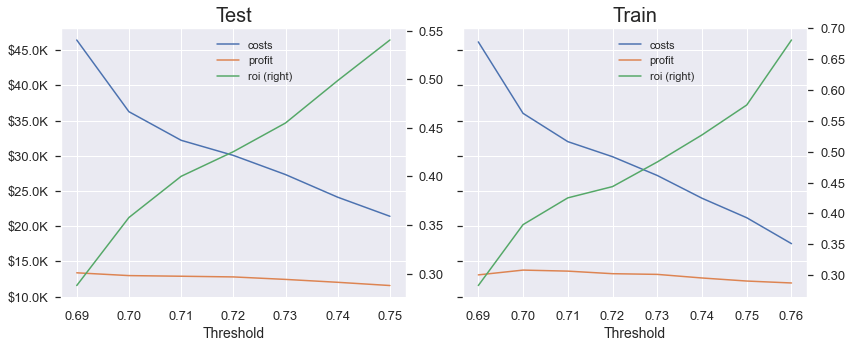 Test
$45.0K
$40.0K
$35.0K
$30.0K
$25.0K
$20.0K
$15.0K
$10.0K
costs
profit
roi (right)
0.55
0.50
0.45
0.40
0.35
0.30
0.69 0.70 0.71 0.72 0.73 0.74 0.75
Threshold
Train
costs
profit
roi (right)
0.70
0.65
0.60
0.55
0.50
0.45
0.40
0.35
0.30
0.69 0.70 0.71 0.72 0.73 0.74 0.75 0.76
Threshold